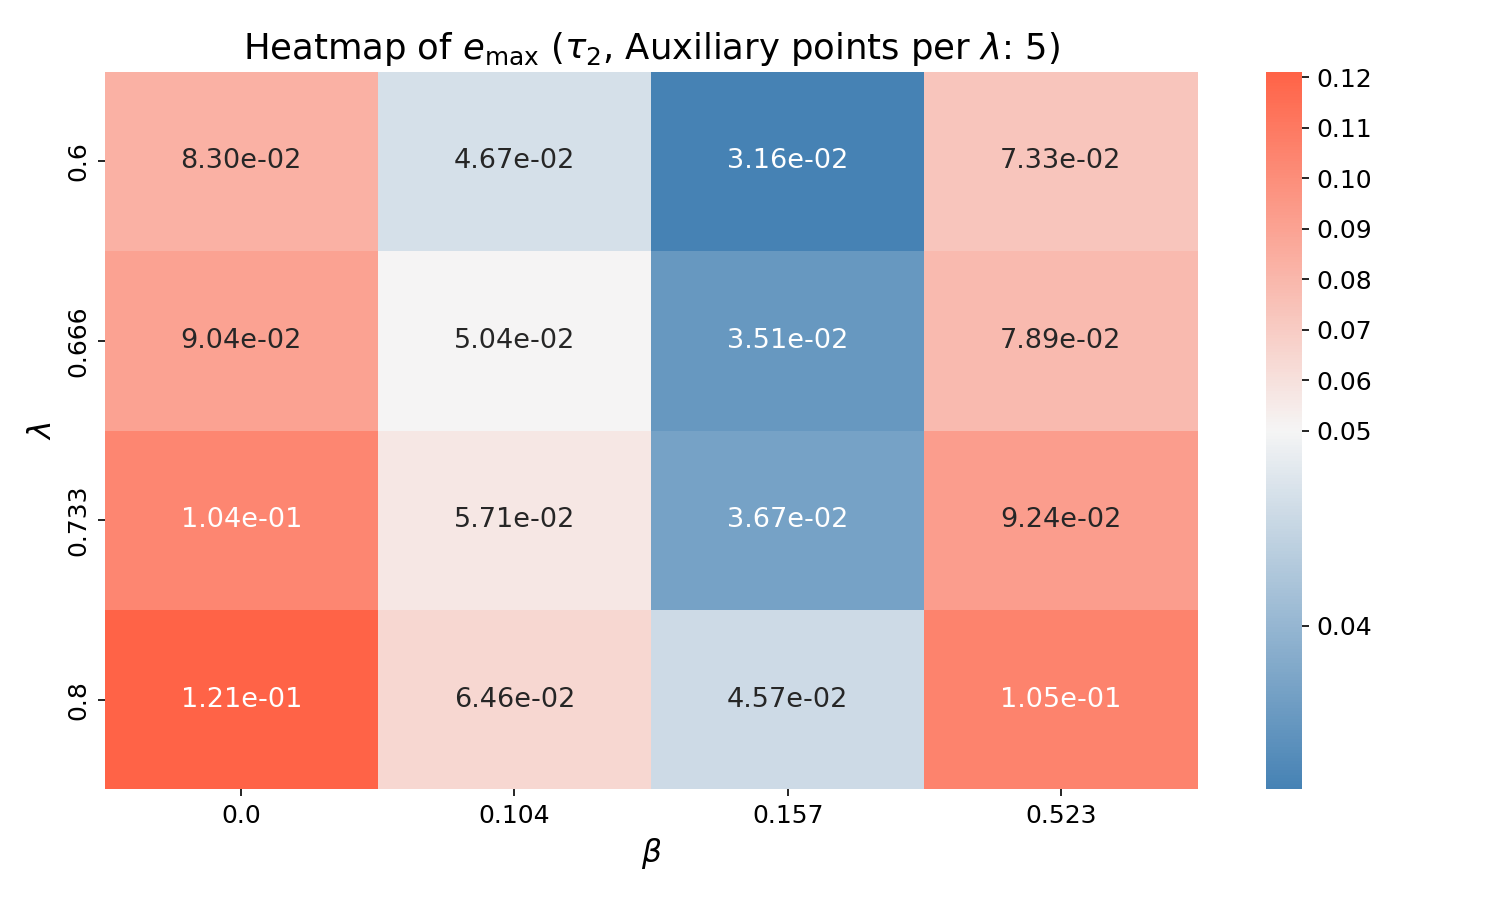 Heatmap of e_max (τ_2, Auxiliary points per λ: 5)
λ
0.6 8.30e-02 4.67e-02 3.16e-02 7.33e-02
0.666 9.04e-02 5.04e-02 3.51e-02 7.89e-02
0.733 1.04e-01 5.71e-02 3.67e-02 9.24e-02
0.8 1.21e-01 6.46e-02 4.57e-02 1.05e-01
0.0 0.104 0.157 0.523
β
0.12
0.11
0.10
0.09
0.08
0.07
0.06
0.05
0.04